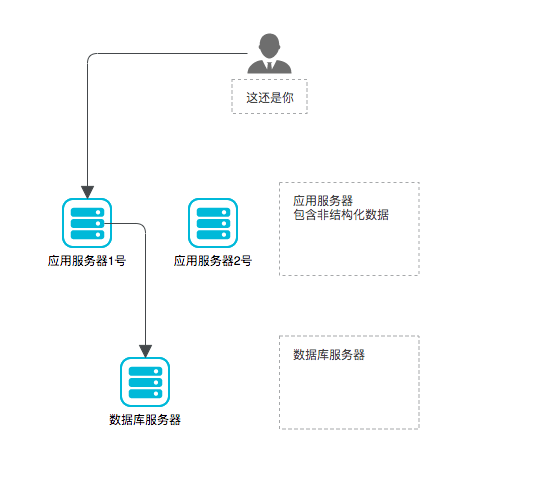 这还是你
应用服务器
包含非结构化数据
应用服务器1号
应用服务器2号
数据库服务器
数据库服务器